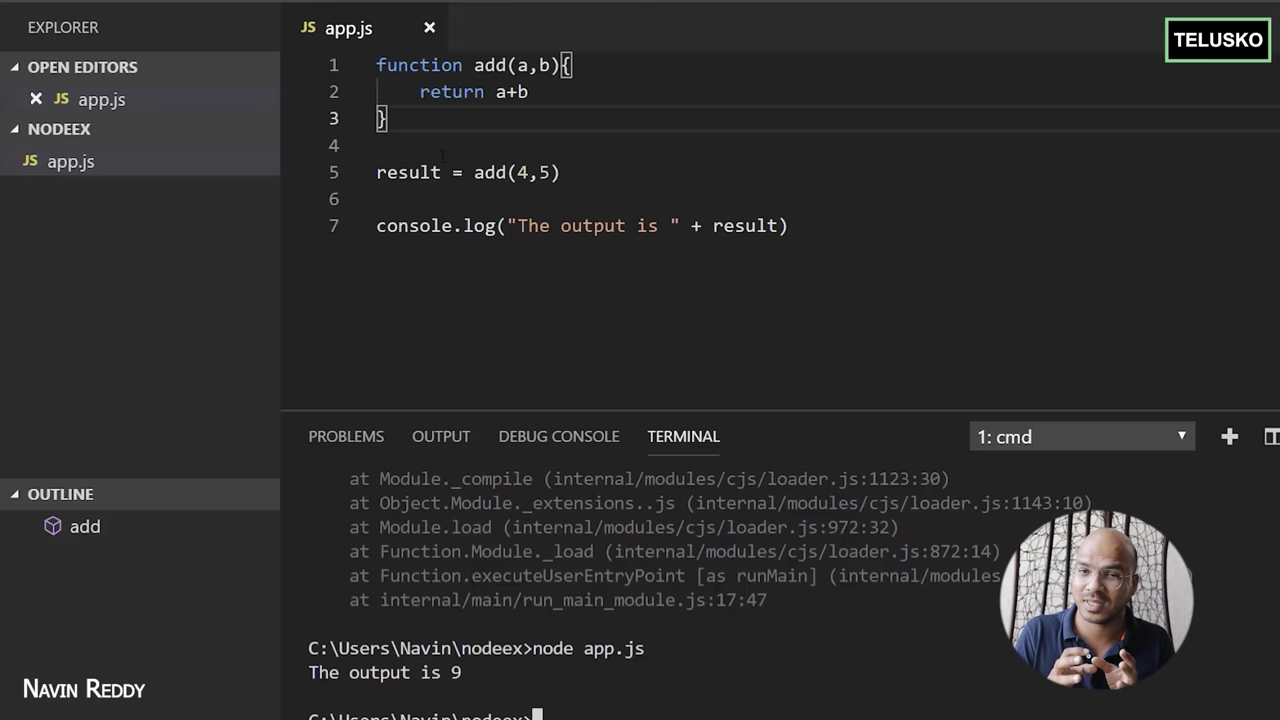 EXPLORER
OPEN EDITORS
JS app.js
NODEEX
JS app.js
OUTLINE
add
JS app.js
TELUSKO
1 function add(a,b){
2 return a+b
3 }
4
5 result = add(4,5)
6
7 console.log("The output is " + result)
PROBLEMS OUTPUT DEBUG CONSOLE TERMINAL 1: cmd
at Module._compile (internal/modules/cjs/loader.js:1123:30)
at Object.Module._extensions..js (internal/modules/cjs/loader.js:1143:10)
at Module.load (internal/modules/cjs/loader.js:972:32)
at Function.Module._load (internal/modules/cjs/loader.js:872:14)
at Function.executeUserEntryPoint [as runMain] (internal/modules
at internal/main/run_main_module.js:17:47
C:\Users\Navin\nodeex>node app.js
The output is 9
C:\Users\Navin\nodeex>
NAVIN REDDY